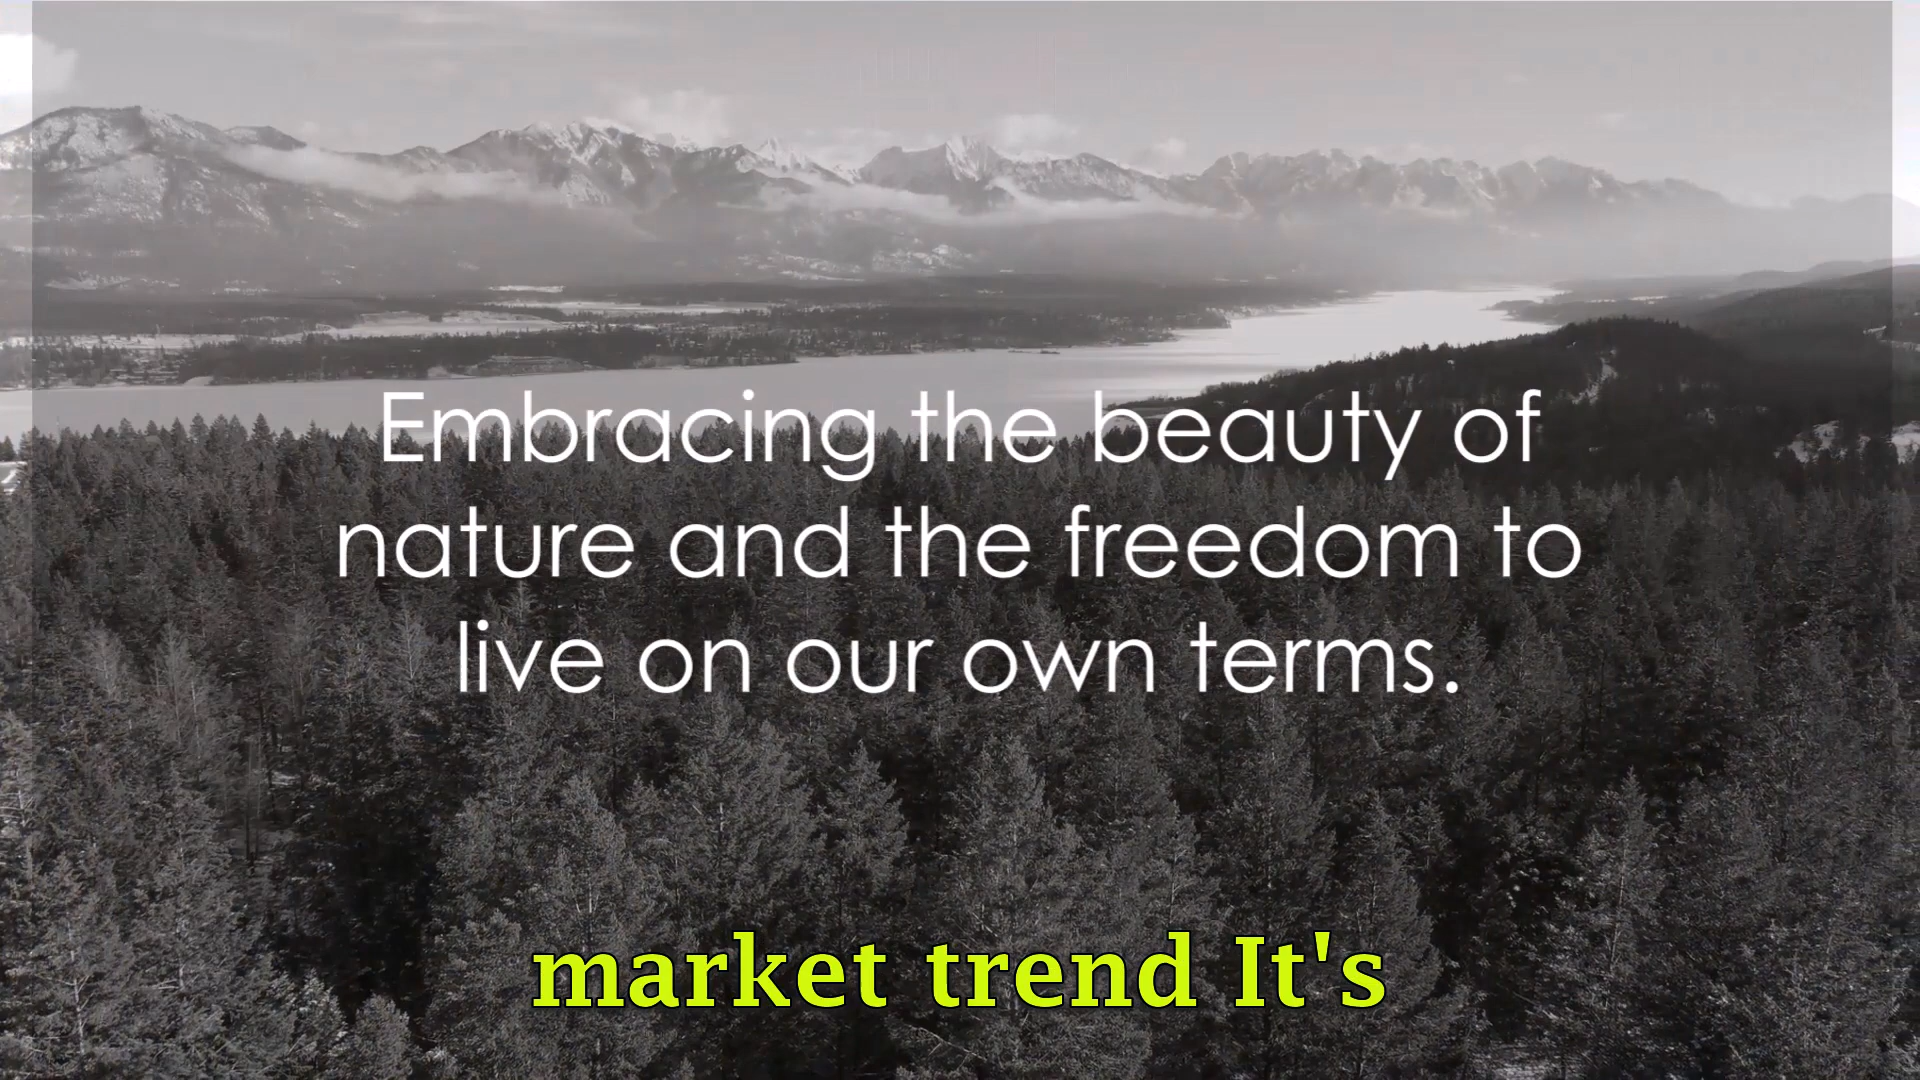 Embracing the beauty of
nature and the freedom to
live on our own terms.
market trend It's